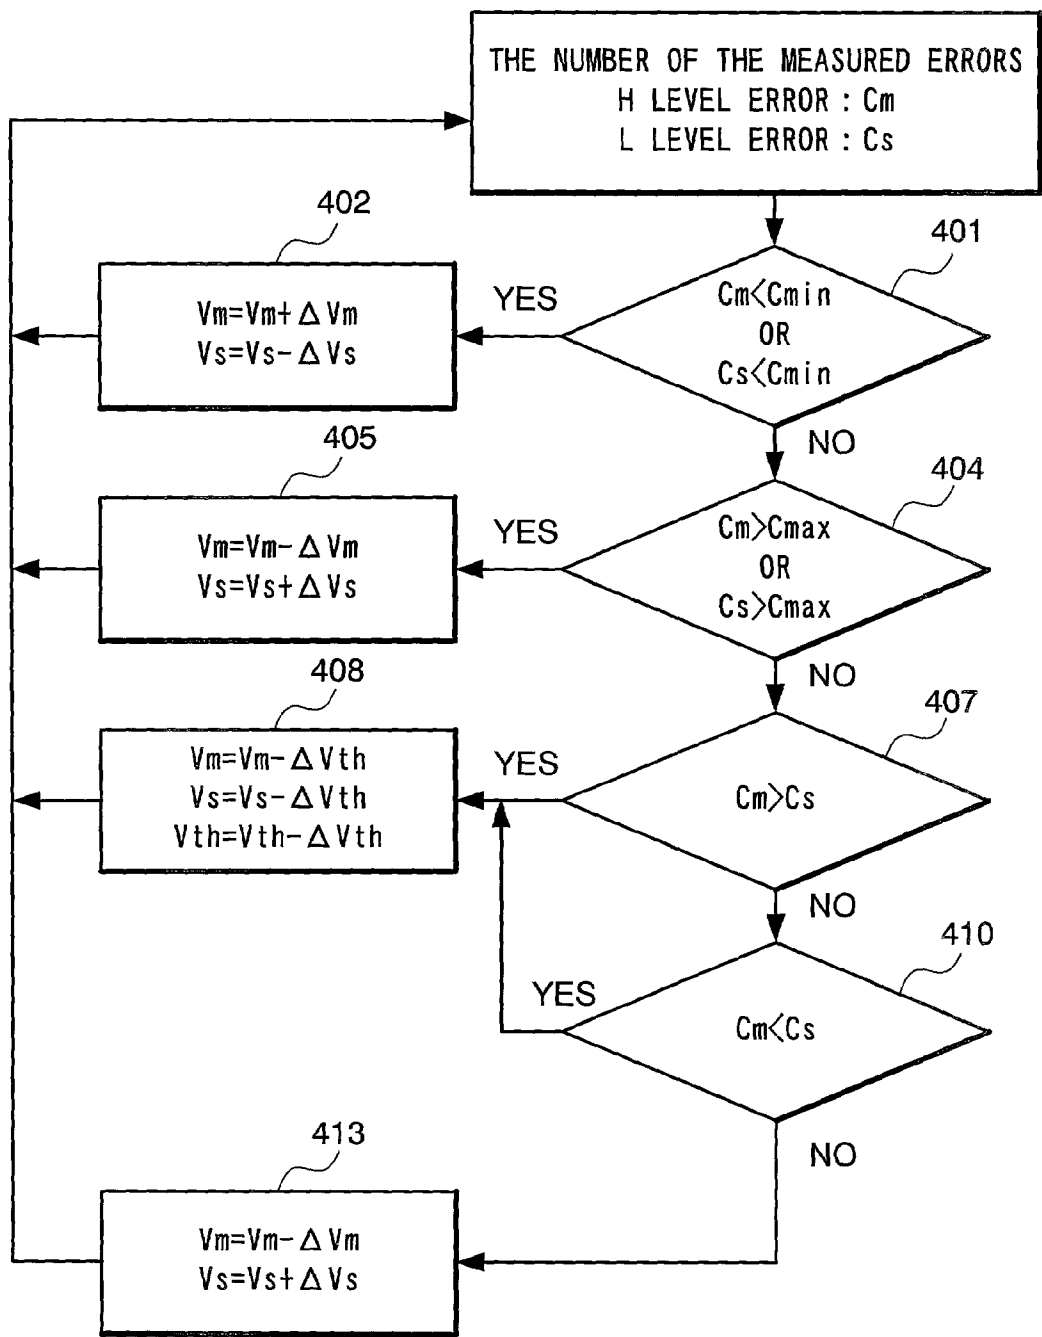 THE NUMBER OF THE MEASURED ERRORS
H LEVEL ERROR : Cm
L LEVEL ERROR : Cs
402
401
Vm=Vm+ΔVm
Vs=Vs-ΔVs
YES
Cm<Cmin
OR
Cs<Cmin
NO
405
404
Vm=Vm-ΔVm
Vs=Vs+ΔVs
YES
Cm>Cmax
OR
Cs>Cmax
NO
408
407
Vm=Vm-ΔVth
Vs=Vs-ΔVth
Vth=Vth-ΔVth
YES
Cm>Cs
NO
410
YES
Cm<Cs
NO
413
Vm=Vm-ΔVm
Vs=Vs+ΔVs